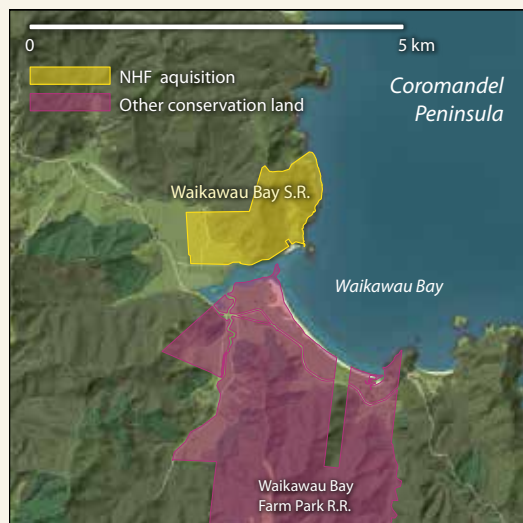 0
5 km
NHF aquisition
Other conservation land
Coromandel
Peninsula
Waikawau Bay S.R.
Waikawau Bay
Waikawau Bay
Farm Park R.R.